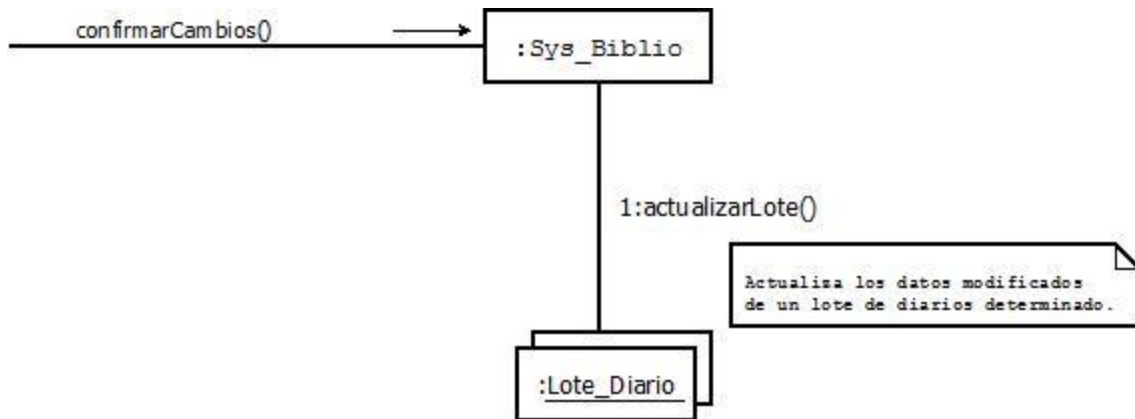 confirmarCambios()
:Sys_Biblio
1:actualizarLote()
Actualiza los datos modificados
de un lote de diarios determinado.
:Lote_Diario